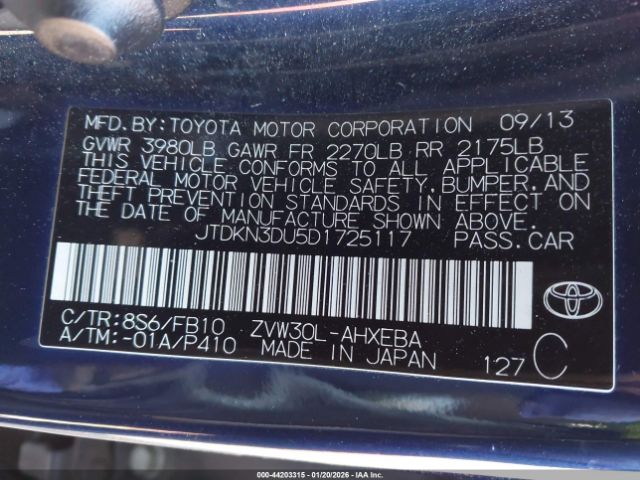 MFD.BY:TOYOTA MOTOR CORPORATION 09/13
GVWR 3980LB GAWR FR 2270LB RR 2175LB
THIS VEHICLE CONFORMS TO ALL APPLICABLE
FEDERAL MOTOR VEHICLE SAFETY,BUMPER,AND
THEFT PREVENTION STANDARDS IN EFFECT ON
THE DATE OF MANUFACTURE SHOWN ABOVE.
JTDKN3DU5D1725117 PASS.CAR
C/TR:8S6/FB10 ZVW30L-AHXEBA
A/TM:-01A/P410 MADE IN JAPAN 127 C
000-44203315 | 01/20/2026 | IAA Inc.